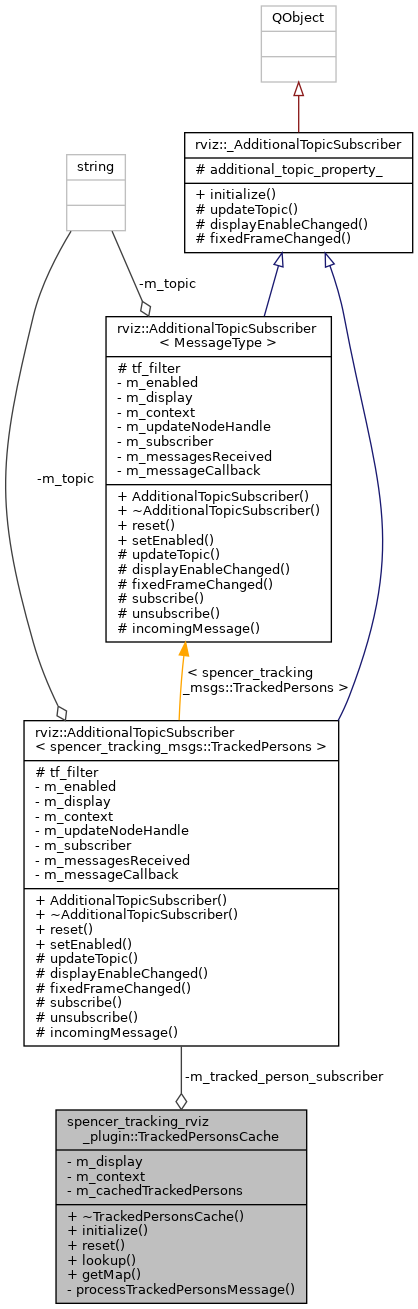 QObject
rviz::_AdditionalTopicSubscriber
# additional_topic_property_
+ initialize()
# updateTopic()
# displayEnableChanged()
# fixedFrameChanged()
string
-m_topic
rviz::AdditionalTopicSubscriber
< MessageType >
# tf_filter
- m_enabled
- m_display
- m_context
- m_updateNodeHandle
- m_subscriber
- m_messagesReceived
- m_messageCallback
+ AdditionalTopicSubscriber()
+ ~AdditionalTopicSubscriber()
+ reset()
+ setEnabled()
# updateTopic()
# displayEnableChanged()
# fixedFrameChanged()
# subscribe()
# unsubscribe()
# incomingMessage()
-m_topic
< spencer_tracking
_msgs::TrackedPersons >
rviz::AdditionalTopicSubscriber
< spencer_tracking_msgs::TrackedPersons >
# tf_filter
- m_enabled
- m_display
- m_context
- m_updateNodeHandle
- m_subscriber
- m_messagesReceived
- m_messageCallback
+ AdditionalTopicSubscriber()
+ ~AdditionalTopicSubscriber()
+ reset()
+ setEnabled()
# updateTopic()
# displayEnableChanged()
# fixedFrameChanged()
# subscribe()
# unsubscribe()
# incomingMessage()
-m_tracked_person_subscriber
spencer_tracking_rviz
_plugin::TrackedPersonsCache
- m_display
- m_context
- m_cachedTrackedPersons
+ ~TrackedPersonsCache()
+ initialize()
+ reset()
+ lookup()
+ getMap()
- processTrackedPersonsMessage()